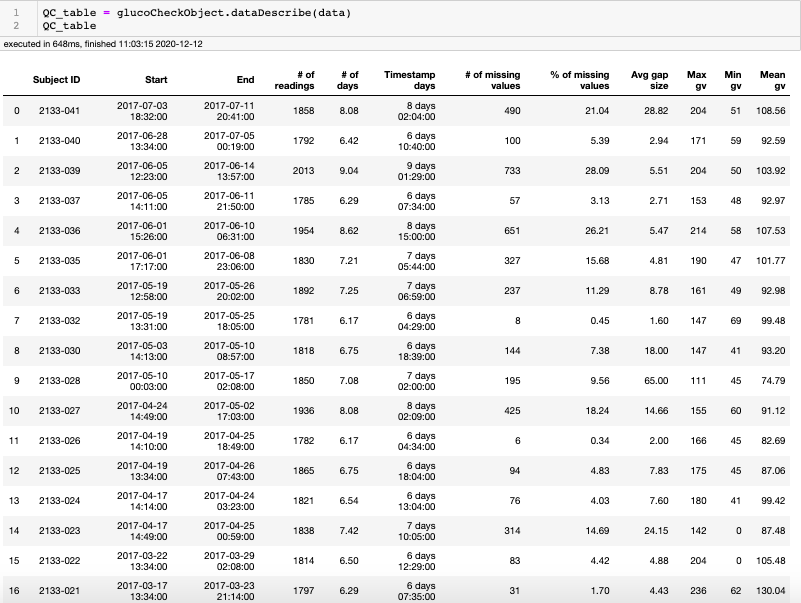 1 QC_table = glucoCheckObject.dataDescribe(data)
2 QC_table
executed in 648ms, finished 11:03:15 2020-12-12
Subject ID Start End # of readings # of days Timestamp days # of missing values % of missing values Avg gap size Max gv Min gv Mean gv
0 2133-041 2017-07-03 18:32:00 2017-07-11 20:41:00 1858 8.08 8 days 02:04:00 490 21.04 28.82 204 51 108.56
1 2133-040 2017-06-28 13:34:00 2017-07-05 00:19:00 1792 6.42 6 days 10:40:00 100 5.39 2.94 171 59 92.59
2 2133-039 2017-06-05 12:23:00 2017-06-14 13:57:00 2013 9.04 9 days 01:29:00 733 28.09 5.51 204 50 103.92
3 2133-037 2017-06-05 14:11:00 2017-06-11 21:50:00 1785 6.29 6 days 07:34:00 57 3.13 2.71 153 48 92.97
4 2133-036 2017-06-01 15:26:00 2017-06-10 06:31:00 1954 8.62 8 days 15:00:00 651 26.21 5.47 214 58 107.53
5 2133-035 2017-06-01 17:17:00 2017-06-08 23:06:00 1830 7.21 7 days 05:44:00 327 15.68 4.81 190 47 101.77
6 2133-033 2017-05-19 12:58:00 2017-05-26 20:02:00 1892 7.25 7 days 06:59:00 237 11.29 8.78 161 49 92.98
7 2133-032 2017-05-19 13:31:00 2017-05-25 18:05:00 1781 6.17 6 days 04:29:00 8 0.45 1.60 147 69 99.48
8 2133-030 2017-05-03 14:13:00 2017-05-10 08:57:00 1818 6.75 6 days 18:39:00 144 7.38 18.00 147 41 93.20
9 2133-028 2017-05-10 00:03:00 2017-05-17 02:08:00 1850 7.08 7 days 02:00:00 195 9.56 65.00 111 45 74.79
10 2133-027 2017-04-24 14:49:00 2017-05-02 17:03:00 1936 8.08 8 days 02:09:00 425 18.24 14.66 155 60 91.12
11 2133-026 2017-04-19 14:10:00 2017-04-25 18:49:00 1782 6.17 6 days 04:34:00 6 0.34 2.00 166 45 82.69
12 2133-025 2017-04-19 13:34:00 2017-04-26 07:43:00 1865 6.75 6 days 18:04:00 94 4.83 7.83 175 45 87.06
13 2133-024 2017-04-17 14:14:00 2017-04-24 03:23:00 1821 6.54 6 days 13:04:00 76 4.03 7.60 180 41 99.42
14 2133-023 2017-04-17 14:49:00 2017-04-25 00:59:00 1838 7.42 7 days 10:05:00 314 14.69 24.15 142 0 87.48
15 2133-022 2017-03-22 13:34:00 2017-03-29 02:08:00 1814 6.50 6 days 12:29:00 83 4.42 4.88 204 0 105.48
16 2133-021 2017-03-17 13:34:00 2017-03-23 21:14:00 1797 6.29 6 days 07:35:00 31 1.70 4.43 236 62 130.04